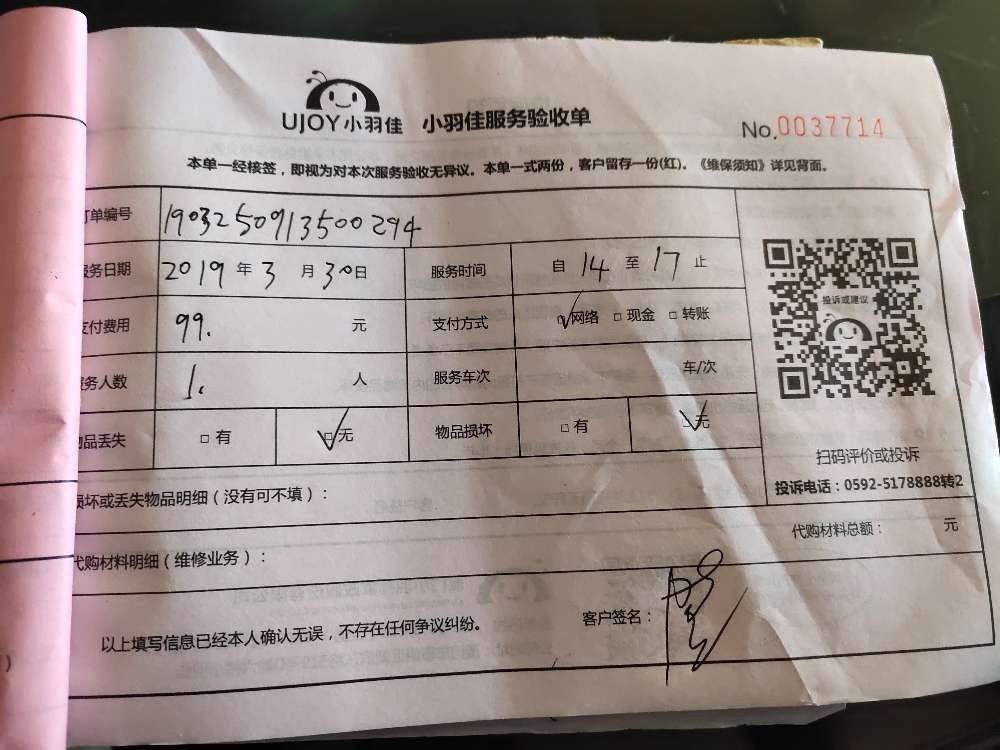 UJOY小羽佳 小羽佳服务验收单
No.0037714
本单一经核签，即视为对本次服务验收无异议。本单一式两份，客户留存一份(红)。《维保须知》详见背面。
订单编号 1903250913500294
服务日期 2019 年 3 月 30 日 服务时间 自 14 至 17 止
支付费用 99. 元 支付方式 网络 现金 转账
服务人数 1. 人 服务车次 车/次
物品丢失 有 无 物品损坏 有 无
投诉或建议
扫码评价或投诉
投诉电话：0592-5178888转2
损坏或丢失物品明细（没有可不填）：
代购材料明细（维修业务）：
代购材料总额： 元
以上填写信息已经本人确认无误，不存在任何争议纠纷。
客户签名：